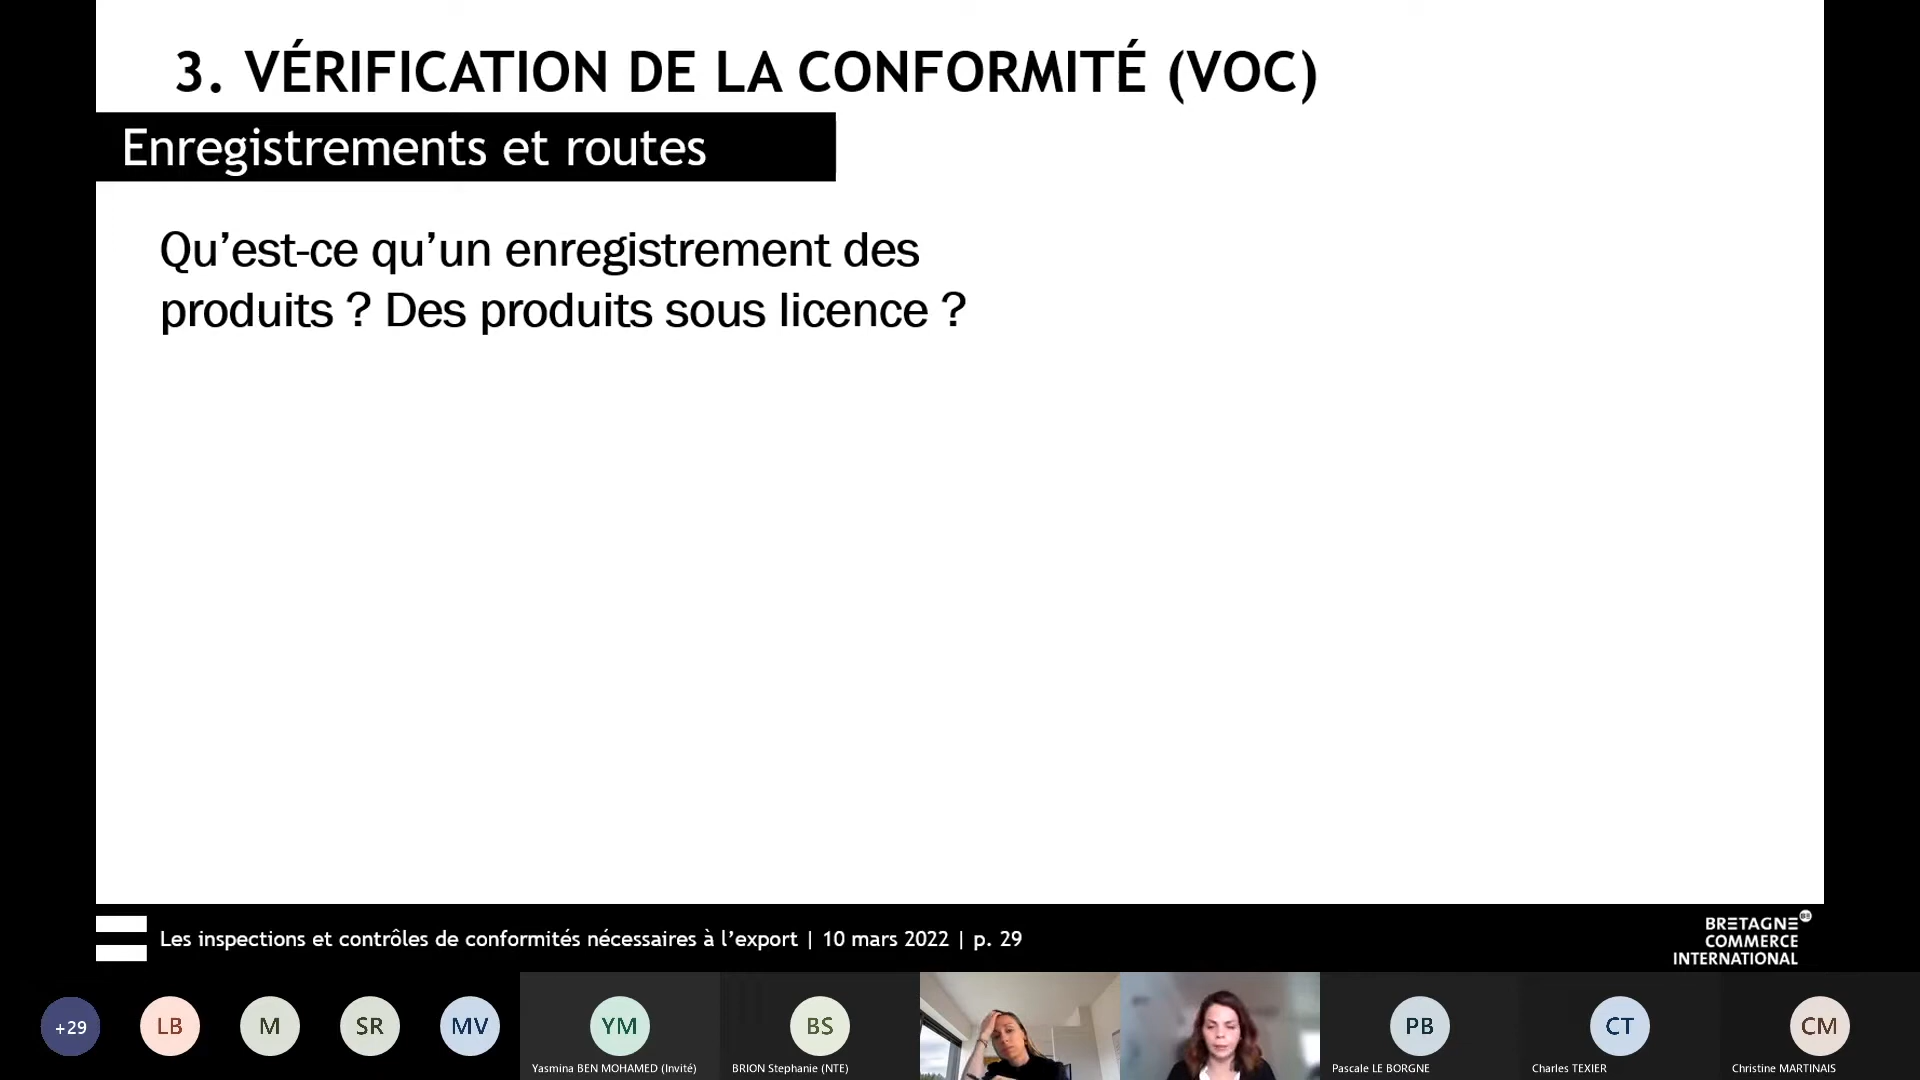 3. VÉRIFICATION DE LA CONFORMITÉ (VOC)
Enregistrements et routes
Qu’est-ce qu’un enregistrement des
produits ? Des produits sous licence ?
Les inspections et contrôles de conformités nécessaires à l’export | 10 mars 2022 | p. 29
BRETAGNE
COMMERCE
INTERNATIONAL
+29
LB
M
SR
MV
YM
BS
PB
CT
CM
Yasmina BEN MOHAMED (Invité)
BRION Stephanie (NTE)
Pascale LE BORGNE
Charles TEXIER
Christine MARTINAIS